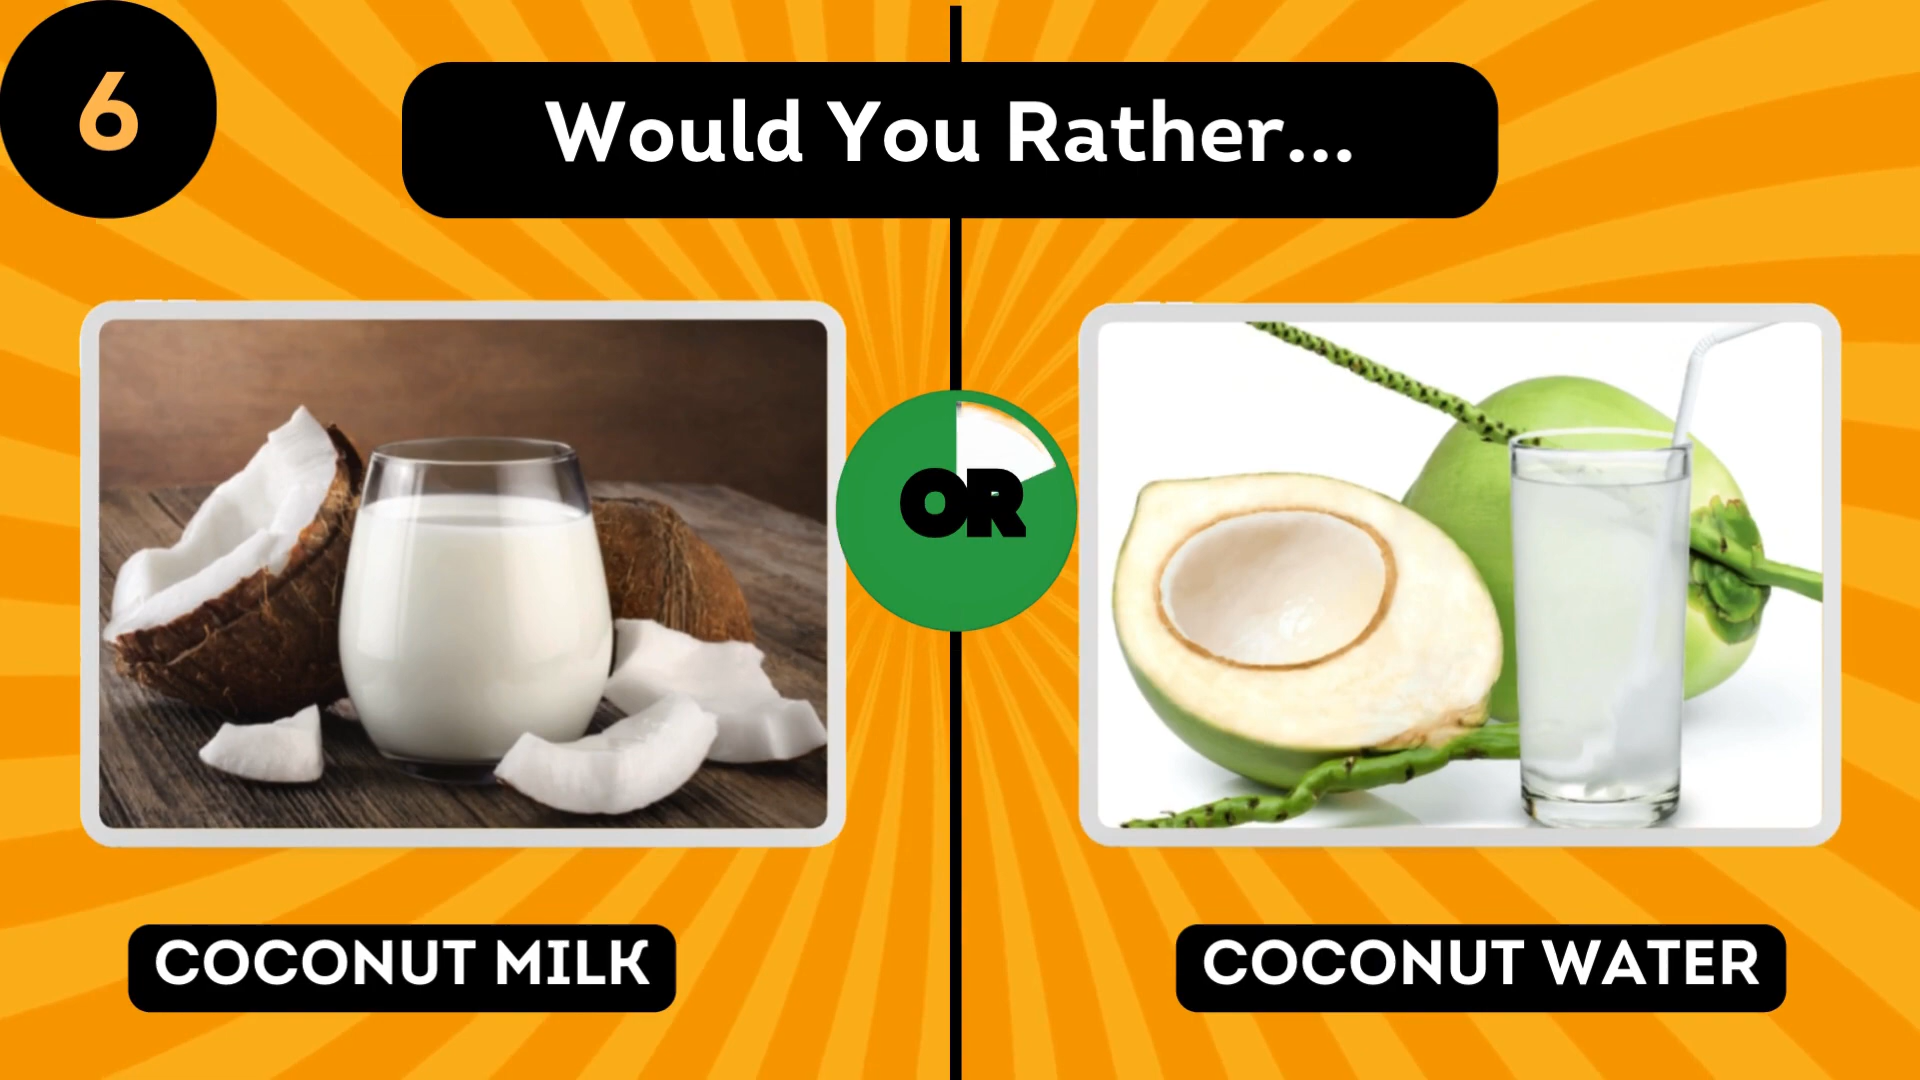 6
Would You Rather...
OR
COCONUT MILK
COCONUT WATER